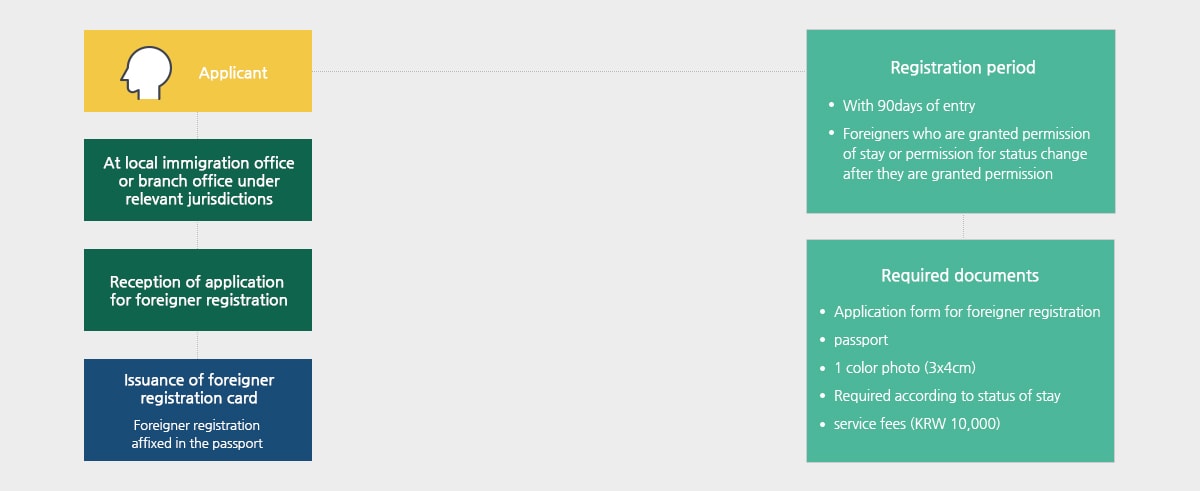 Applicant
At local immigration office
or branch office under
relevant jurisdictions
Reception of application
for foreigner registration
Issuance of foreigner
registration card
Foreigner registration
affixed in the passport
Registration period
• With 90days of entry
• Foreigners who are granted permission
of stay or permission for status change
after they are granted permission
Required documents
• Application form for foreigner registration
• passport
• 1 color photo (3x4cm)
• Required according to status of stay
• service fees (KRW 10,000)